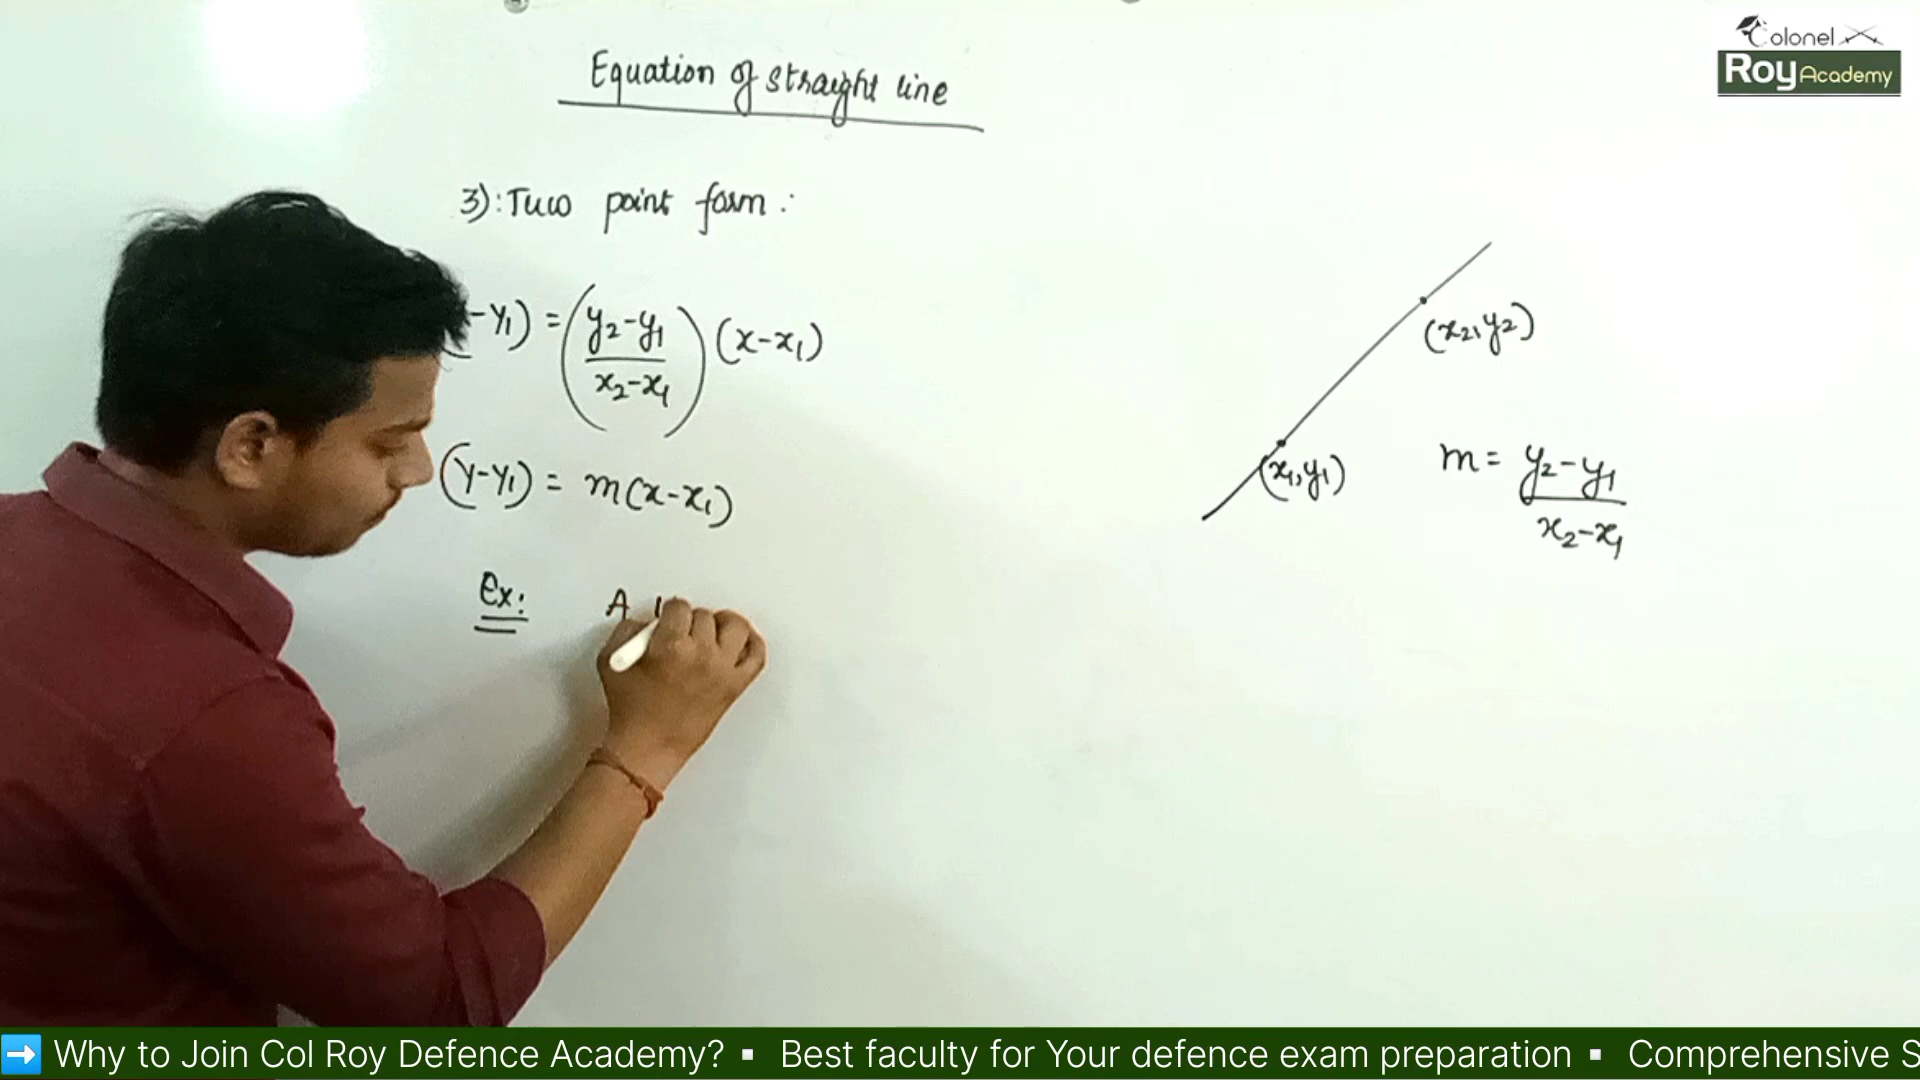 Equation of straight line
Colonel
Roy Academy
3): Two point form :
-y₁) = (y₂-y₁ / x₂-x₁) (x-x₁)
(x₂,y₂)
(x₁,y₁)
m = y₂-y₁ / x₂-x₁
(y-y₁) = m(x-x₁)
Ex: A
➡ Why to Join Col Roy Defence Academy? ▪ Best faculty for Your defence exam preparation ▪ Comprehensive S